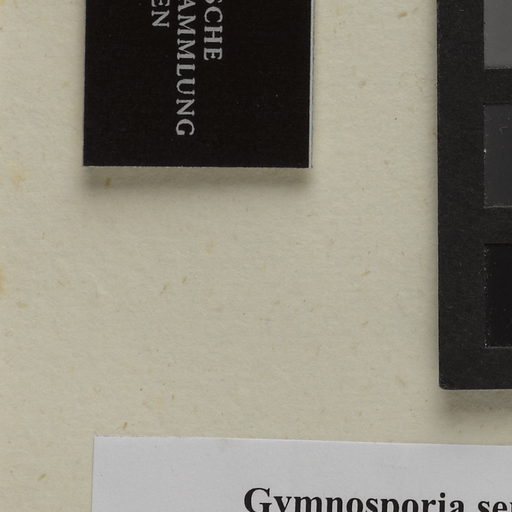 SCHE
AMMLUNG
EN
Gymnosporia se